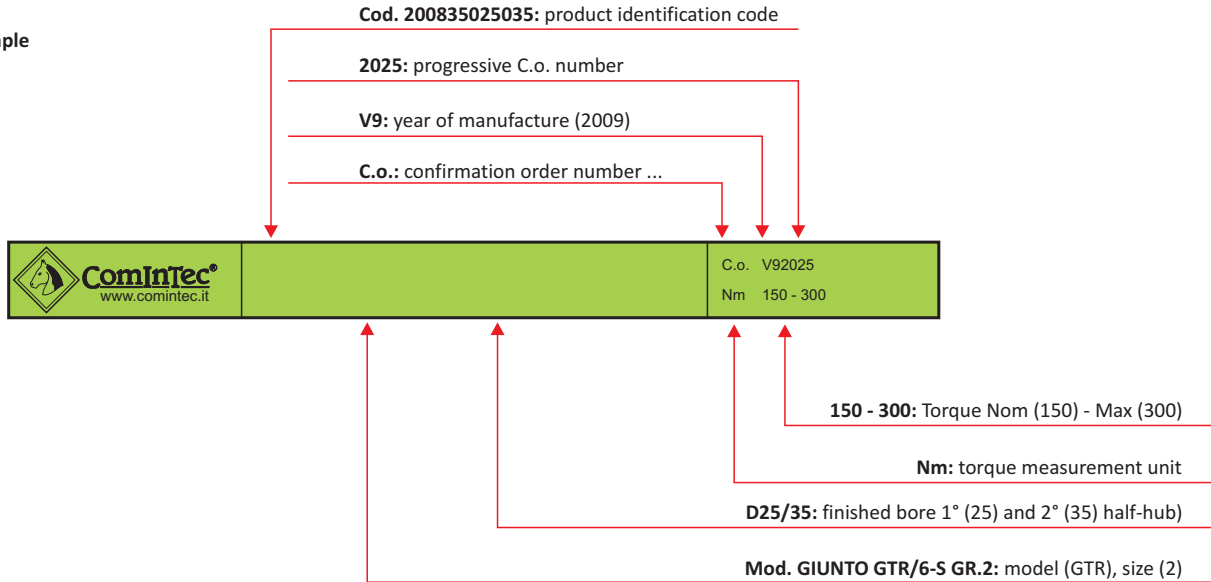 Cod. 200835025035: product identification code
2025: progressive C.o. number
V9: year of manufacture (2009)
C.o.: confirmation order number ...
ComInTec®
www.comintec.it
C.o. V92025
Nm 150 - 300
150 - 300: Torque Nom (150) - Max (300)
Nm: torque measurement unit
D25/35: finished bore 1° (25) and 2° (35) half-hub)
Mod. GIUNTO GTR/6-S GR.2: model (GTR), size (2)